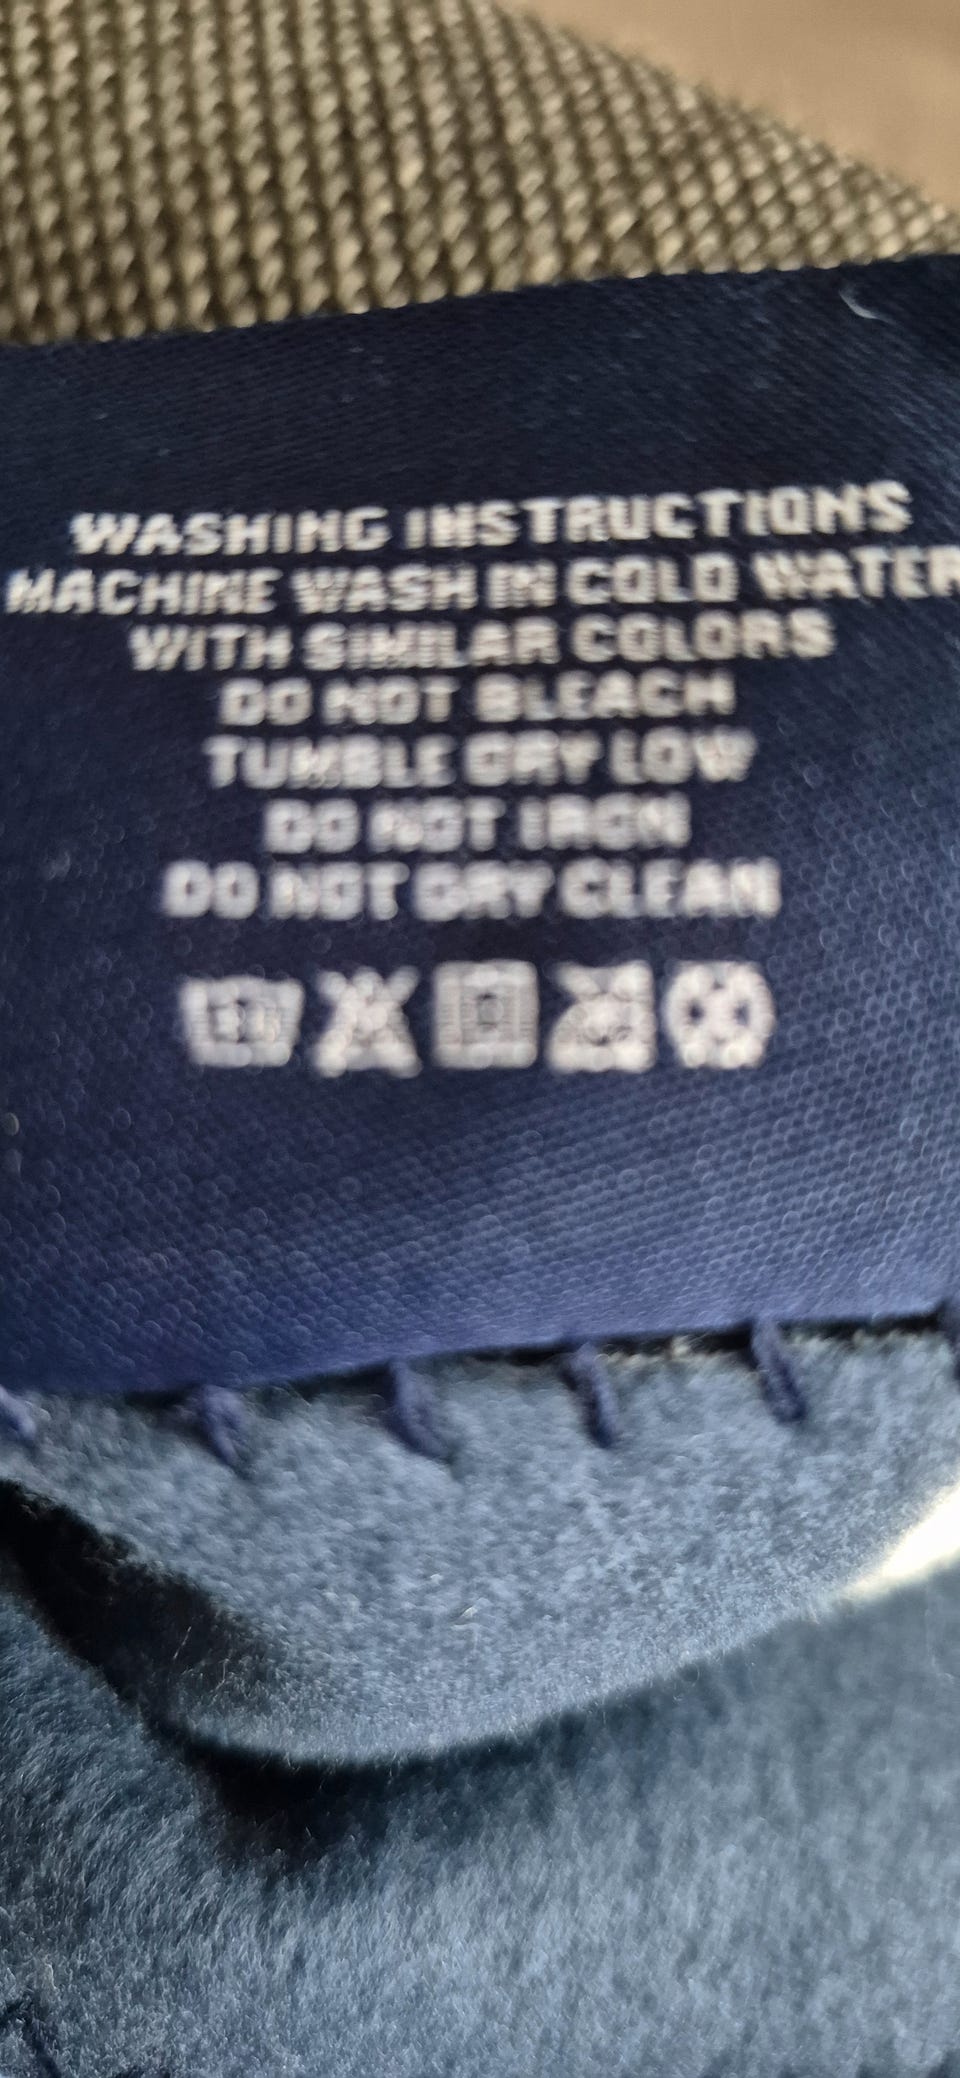 WASHING INSTRUCTIONS
MACHINE WASH IN COLD WATER
WITH SIMILAR COLORS
DO NOT BLEACH
TUMBLE DRY LOW
DO NOT IRON
DO NOT DRY CLEAN